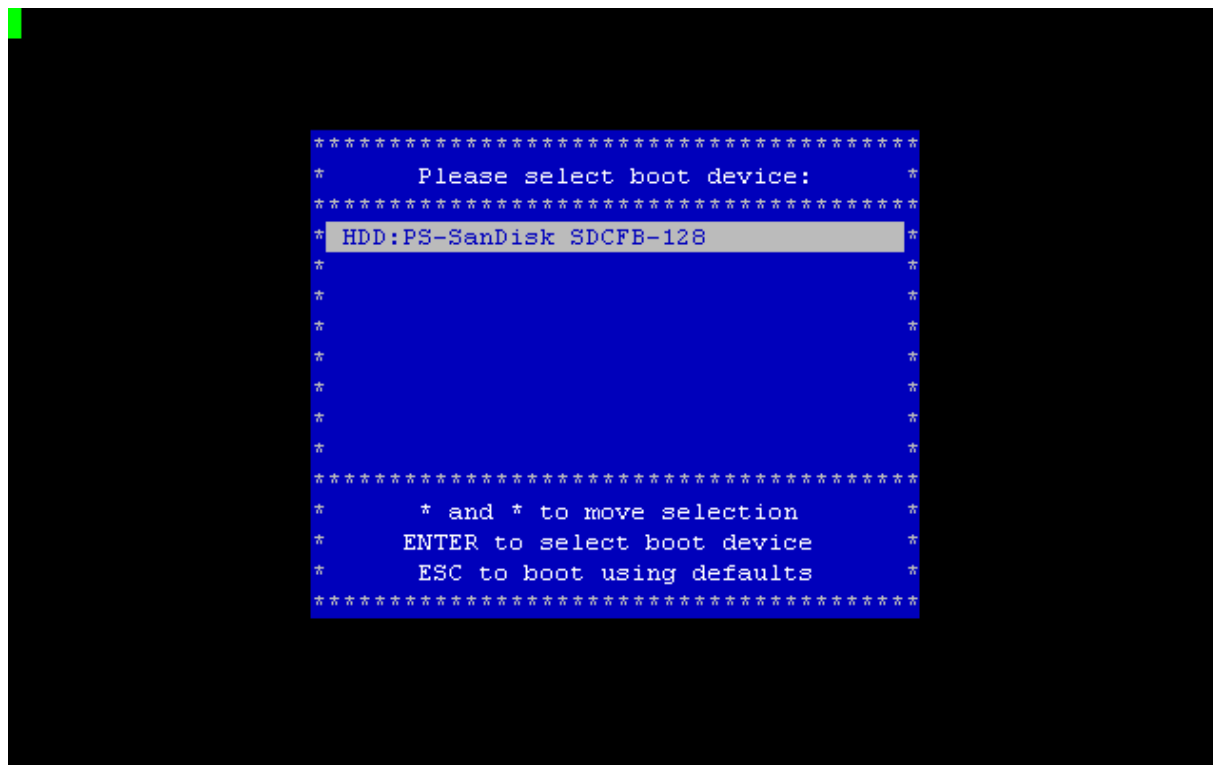 ****************************************
* Please select boot device: *
****************************************
* HDD:PS-SanDisk SDCFB-128 *
* *
* *
* *
* *
* *
* *
* *
****************************************
* * and * to move selection *
* ENTER to select boot device *
* ESC to boot using defaults *
****************************************